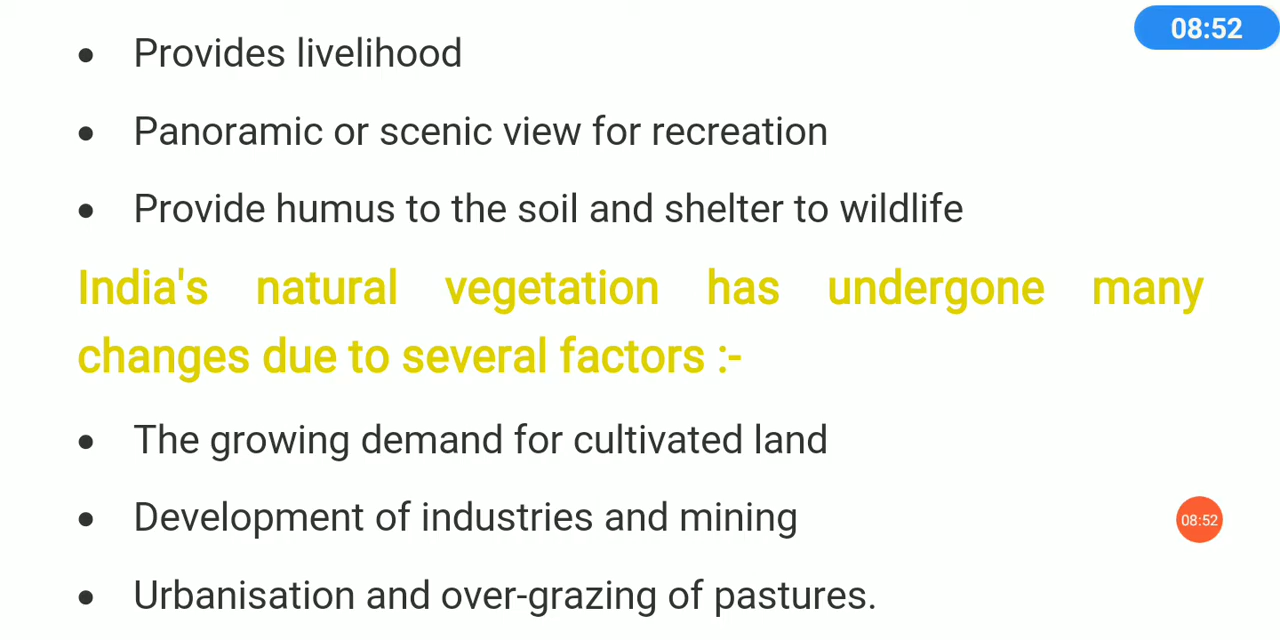 08:52
• Provides livelihood
• Panoramic or scenic view for recreation
• Provide humus to the soil and shelter to wildlife
India's natural vegetation has undergone many
changes due to several factors :-
• The growing demand for cultivated land
• Development of industries and mining
08:52
• Urbanisation and over-grazing of pastures.